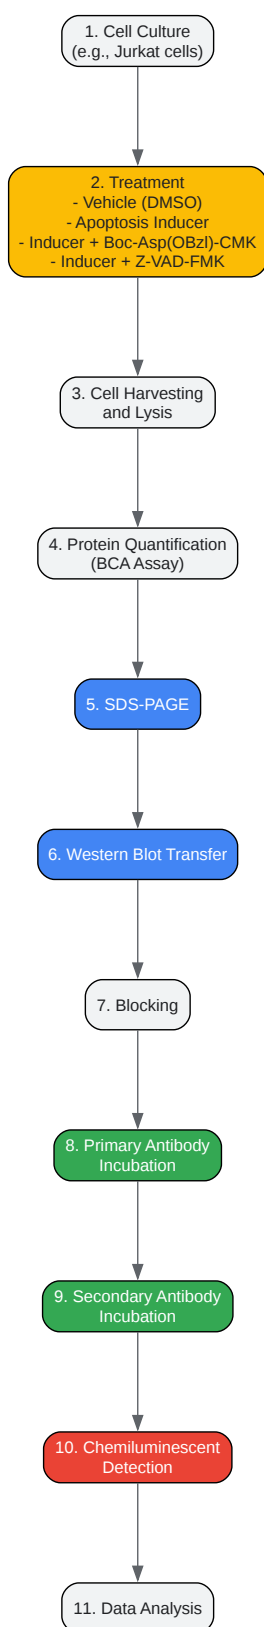 1. Cell Culture
(e.g., Jurkat cells)
2. Treatment
- Vehicle (DMSO)
- Apoptosis Inducer
- Inducer + Boc-Asp(OBzl)-CMK
- Inducer + Z-VAD-FMK
3. Cell Harvesting
and Lysis
4. Protein Quantification
(BCA Assay)
5. SDS-PAGE
6. Western Blot Transfer
7. Blocking
8. Primary Antibody
Incubation
9. Secondary Antibody
Incubation
10. Chemiluminescent
Detection
11. Data Analysis